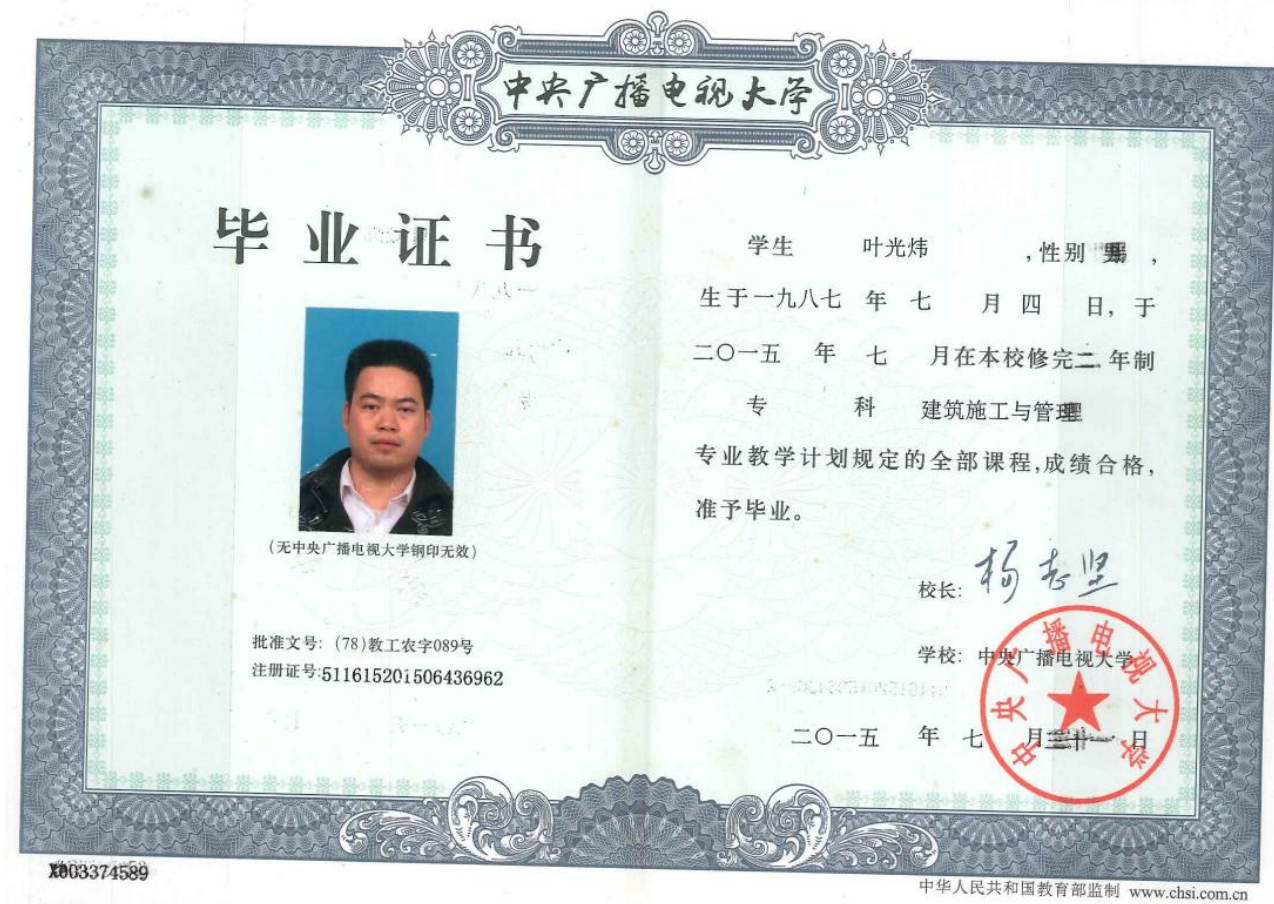 中央广播电视大学
毕业证书
(无中央广播电视大学钢印无效)
批准文号: (78)教工农字089号
注册证号:511615201506436962
学生 叶光炜 ,性别 男 ,
生于一九八七 年 七 月 四 日, 于
二〇一五 年 七 月在本校修完二 年制
专 科 建筑施工与管理
专业教学计划规定的全部课程,成绩合格,
准予毕业。
校长: 杨志坚
学校: 中央广播电视大学
中央广播电视大学
二〇一五 年 七 月三十一日
003374589
中华人民共和国教育部监制 www.chsi.com.cn